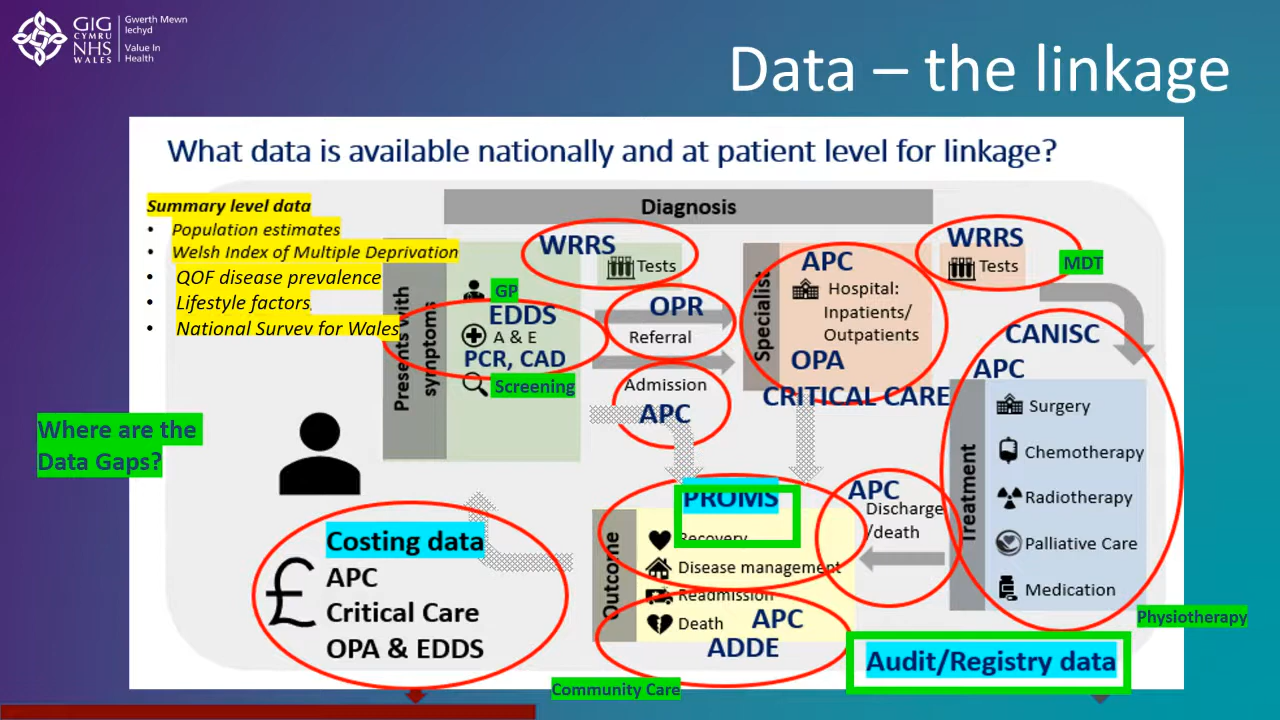 GIG
CYMRU
NHS
WALES
Gwerth Mewn
Iechyd
Value In
Health
Data – the linkage
What data is available nationally and at patient level for linkage?
Summary level data
• Population estimates
• Welsh Index of Multiple Deprivation
• QOF disease prevalence
• Lifestyle factors
• National Survey for Wales
Diagnosis
Presents with
symptoms
GP
EDDS
A & E
PCR, CAD
Screening
WRRS
Tests
OPR
Referral
Admission
APC
Specialist
APC
Hospital:
Inpatients/
Outpatients
OPA
CRITICAL CARE
WRRS
Tests
MDT
CANISC
APC
Treatment
Surgery
Chemotherapy
Radiotherapy
Palliative Care
Medication
Physiotherapy
Where are the
Data Gaps?
Costing data
£
APC
Critical Care
OPA & EDDS
PROMS
Outcome
Recovery
Disease management
Readmission
Death
APC
ADDE
APC
Discharge
/death
Audit/Registry data
Community Care